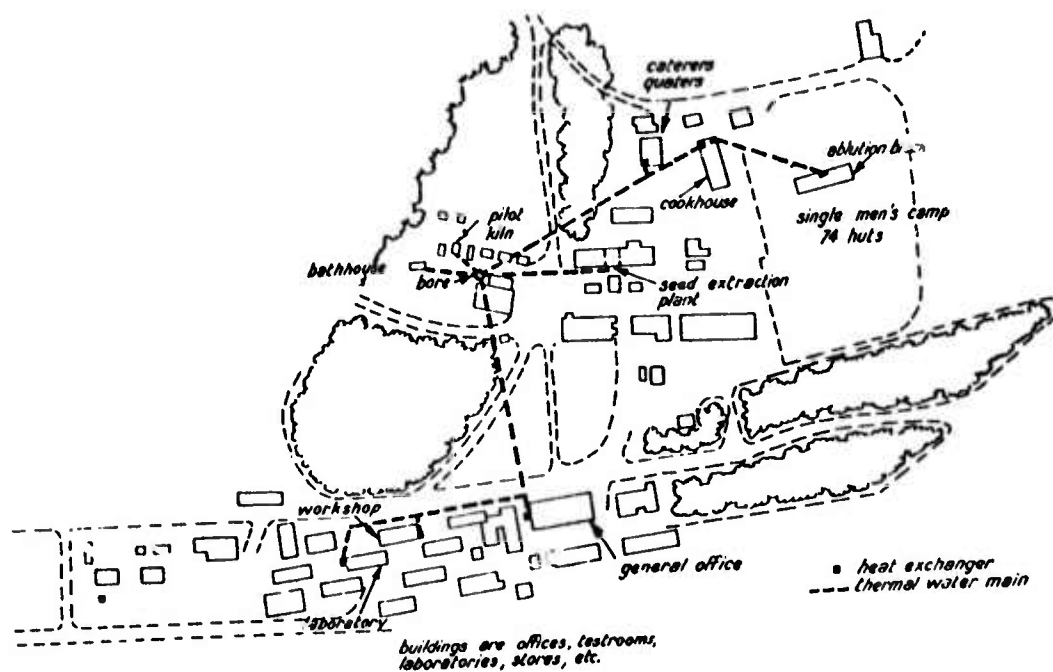 caterers
quaters
ablution
cookhouse
single men's camp
74 huts
pilot
kiln
bathhouse
bore
seed extraction
plant
workshop
general office
heat exchanger
thermal water main
laboratory
buildings are offices, testrooms,
laboratories, stores, etc.